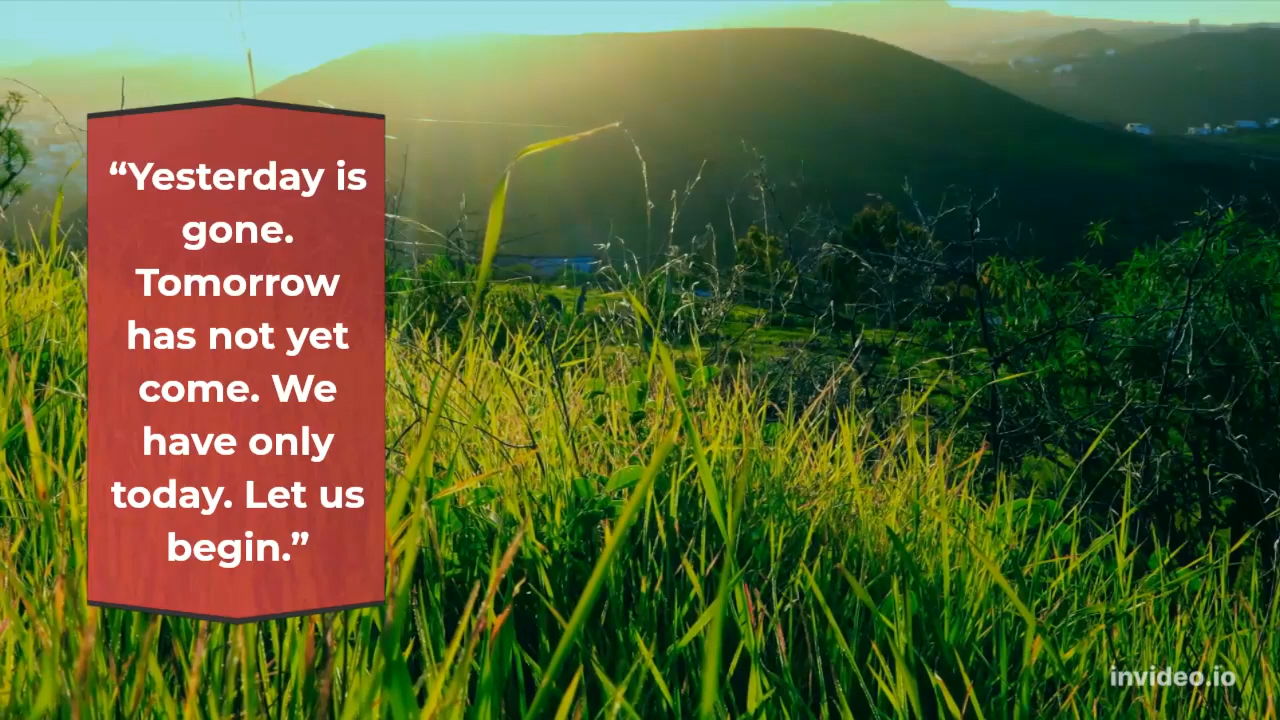 “Yesterday is
gone.
Tomorrow
has not yet
come. We
have only
today. Let us
begin.”
invideo.io